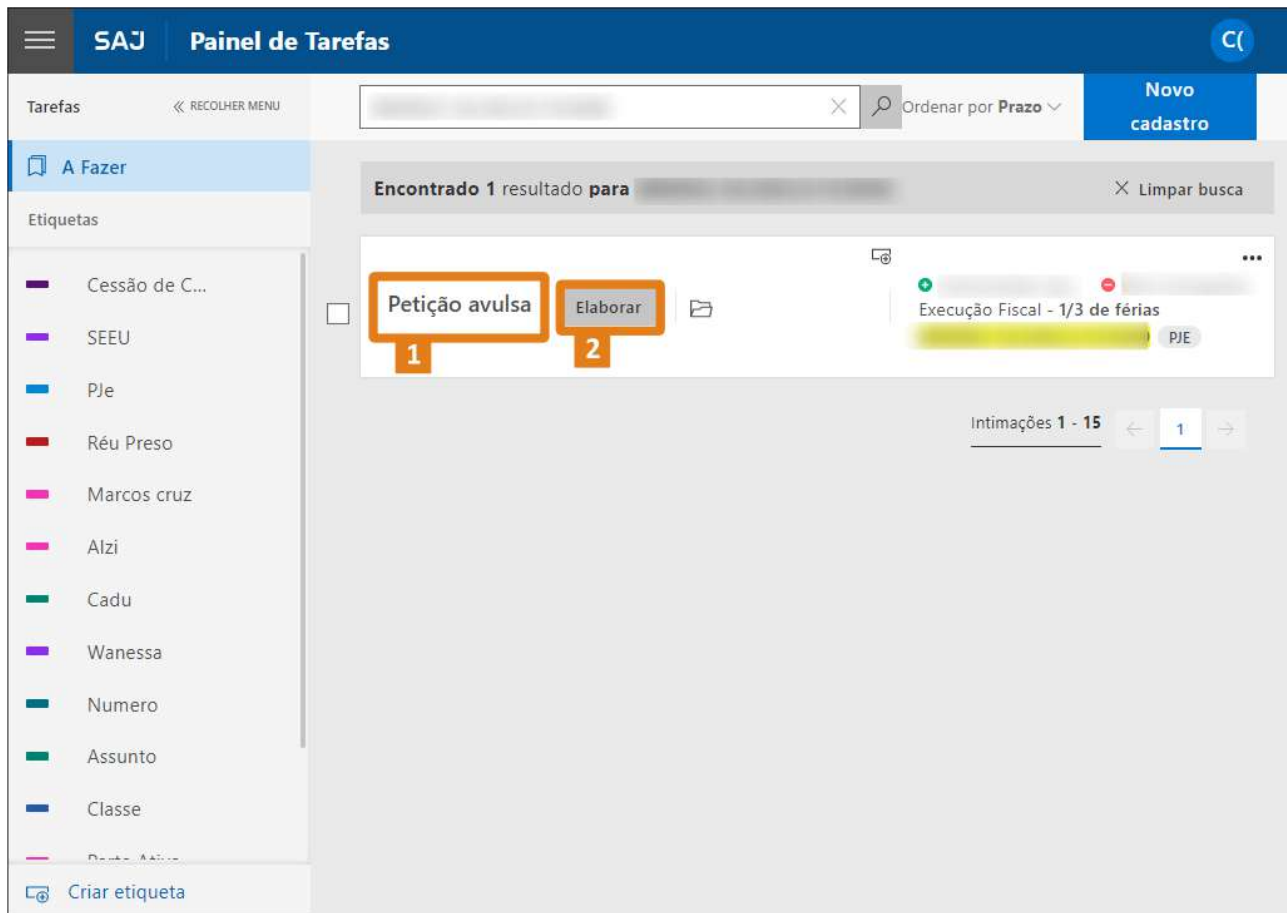 SAJ Painel de Tarefas C(
Tarefas RECOLHER MENU
Ordenar por Prazo
Novo
cadastro
A Fazer
Encontrado 1 resultado para
Limpar busca
Etiquetas
Cessão de C...
SEEU
PJe
Réu Preso
Marcos cruz
Alzi
Cadu
Wanessa
Numero
Assunto
Classe
Criar etiqueta
Petição avulsa Elaborar
1 2
Execução Fiscal - 1/3 de férias
PJE
Intimações 1 - 15 1